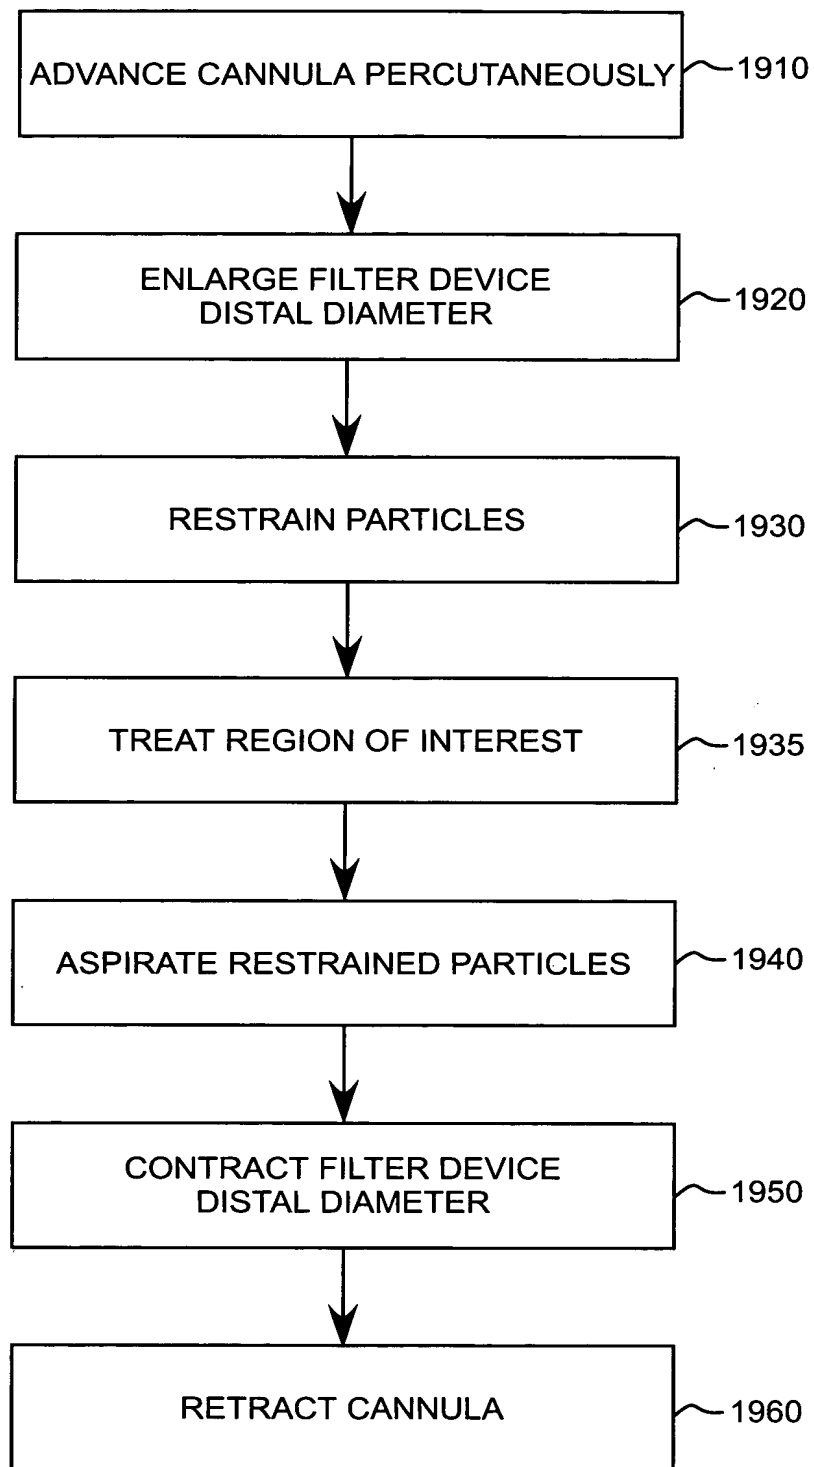 ADVANCE CANNULA PERCUTANEOUSLY 1910
ENLARGE FILTER DEVICE
DISTAL DIAMETER 1920
RESTRAIN PARTICLES 1930
TREAT REGION OF INTEREST 1935
ASPIRATE RESTRAINED PARTICLES 1940
CONTRACT FILTER DEVICE
DISTAL DIAMETER 1950
RETRACT CANNULA 1960